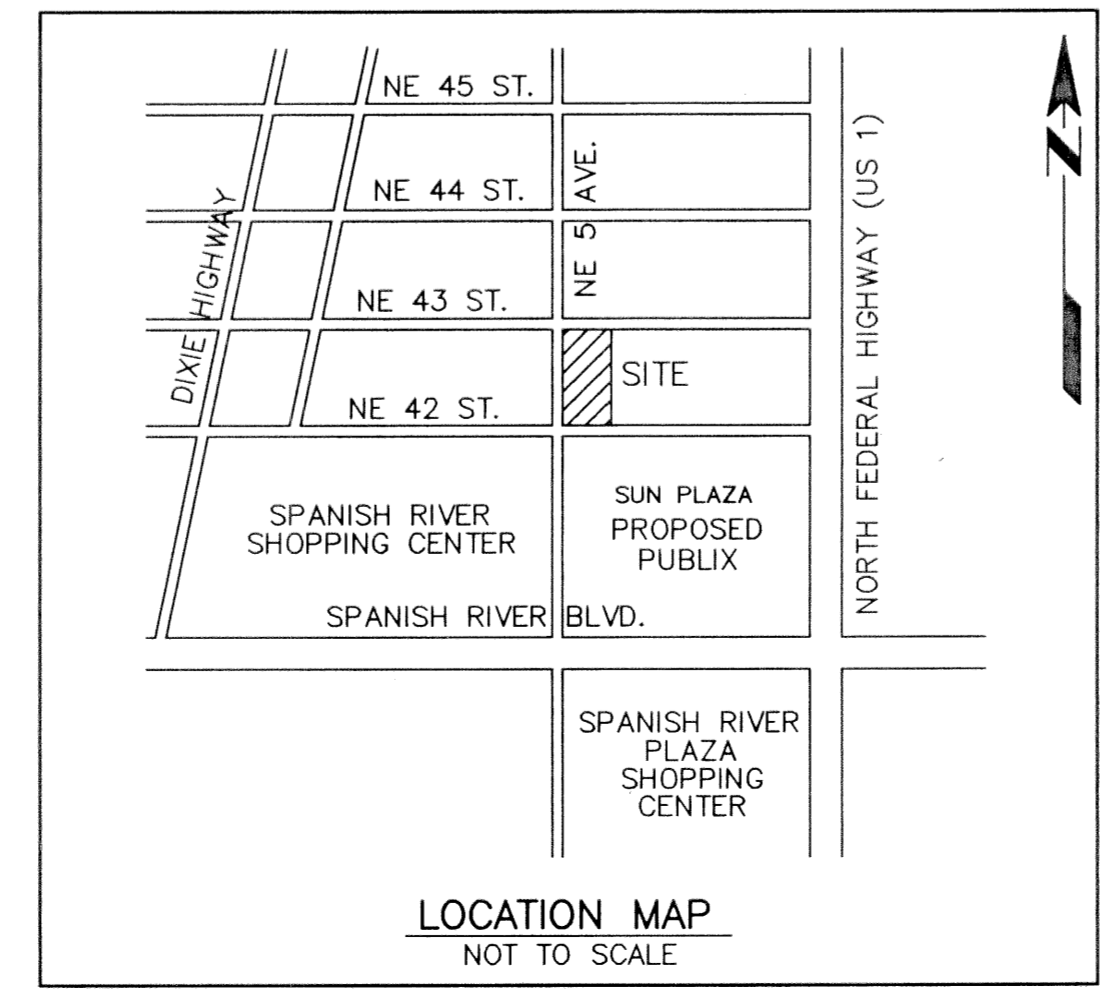 NE 45 ST.
NE 44 ST.
NE 5 AVE.
NORTH FEDERAL HIGHWAY (US 1)
N
DIXIE HIGHWAY
NE 43 ST.
SITE
NE 42 ST.
SPANISH RIVER
SHOPPING CENTER
SUN PLAZA
PROPOSED
PUBLIX
SPANISH RIVER BLVD.
SPANISH RIVER
PLAZA
SHOPPING
CENTER
LOCATION MAP
NOT TO SCALE